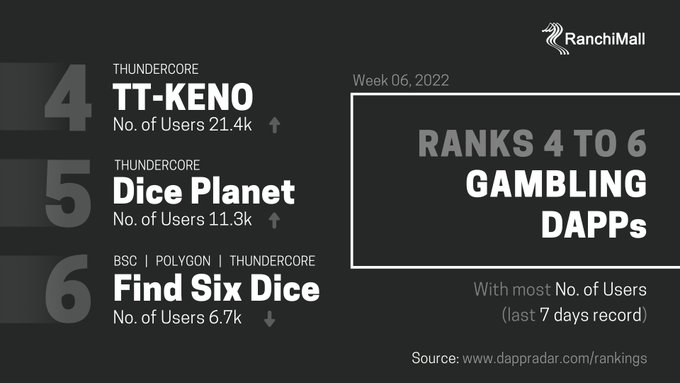 RanchiMall
4
THUNDERCORE
TT-KENO
No. of Users 21.4k
5
THUNDERCORE
Dice Planet
No. of Users 11.3k
6
BSC | POLYGON | THUNDERCORE
Find Six Dice
No. of Users 6.7k
Week 06, 2022
RANKS 4 TO 6
GAMBLING
DAPPs
With most No. of Users
(last 7 days record)
Source: www.dappradar.com/rankings